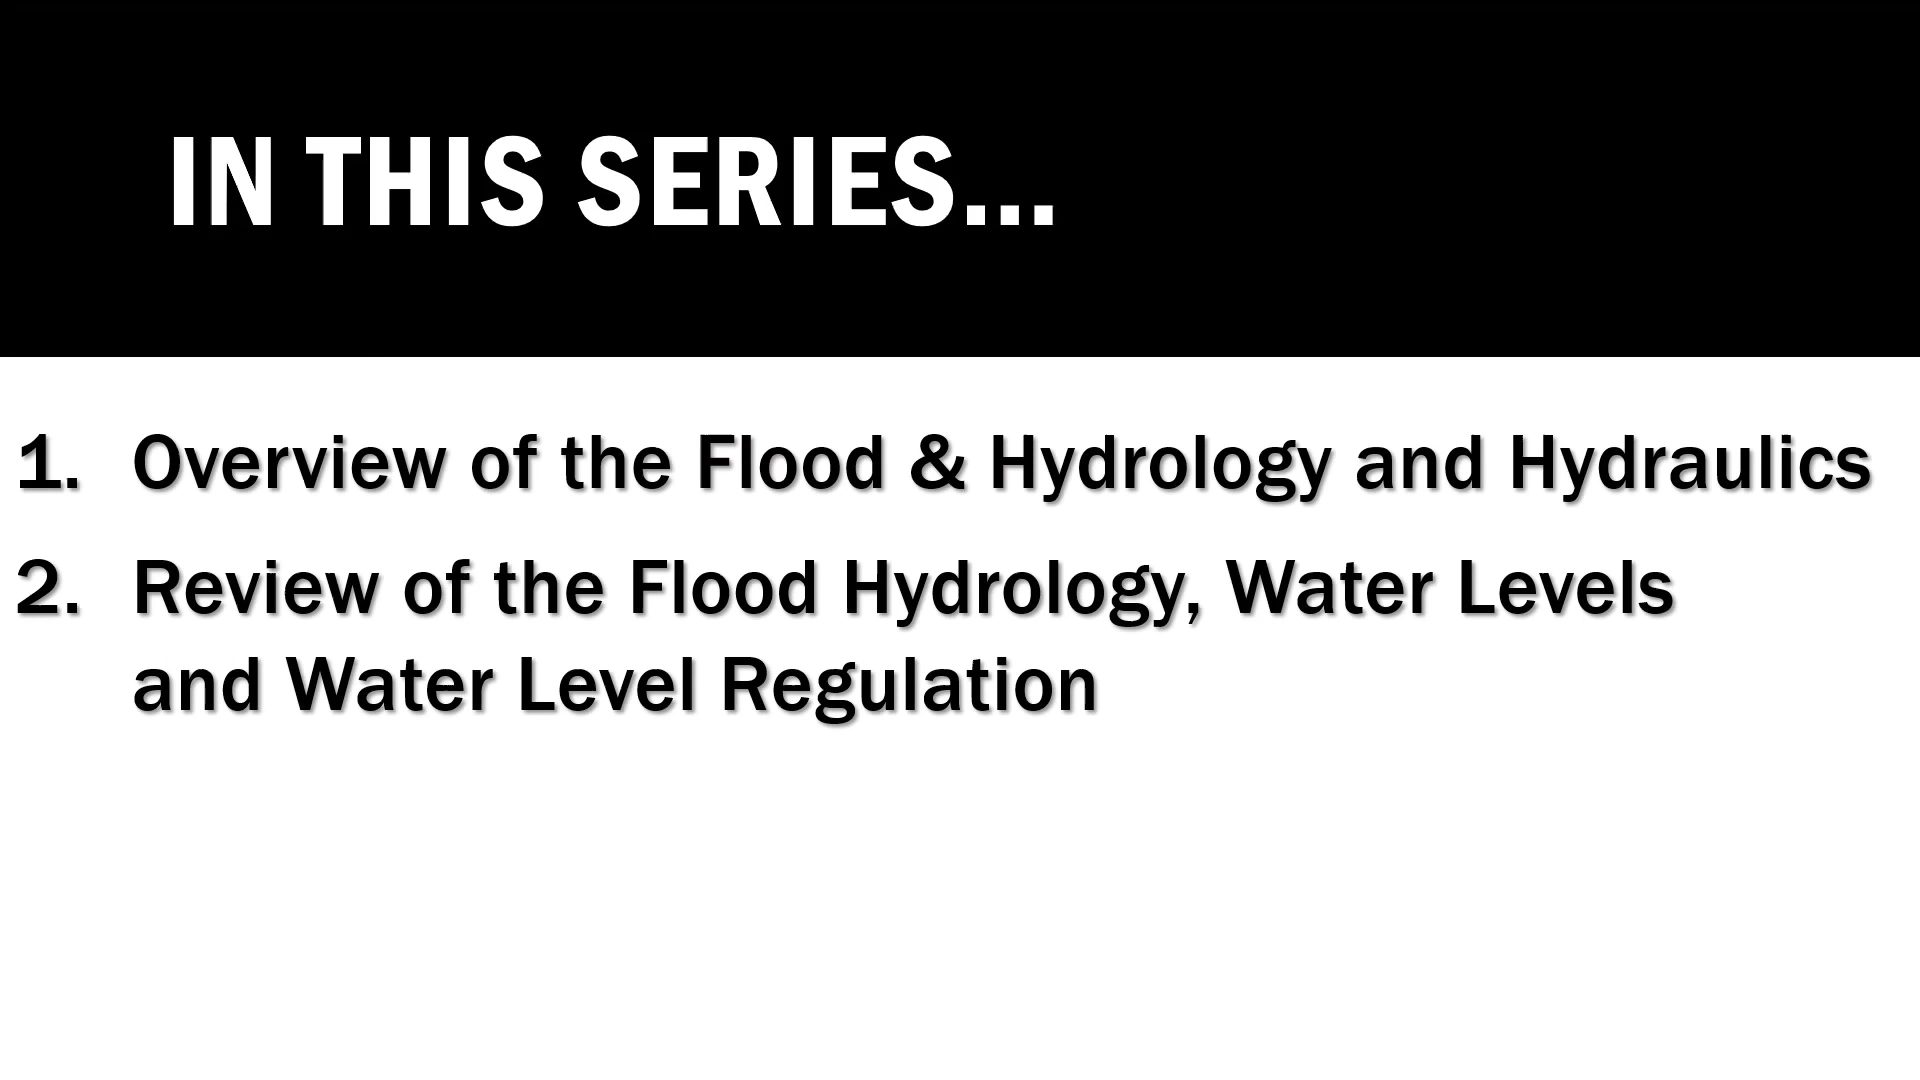 IN THIS SERIES...
1. Overview of the Flood & Hydrology and Hydraulics
2. Review of the Flood Hydrology, Water Levels
and Water Level Regulation